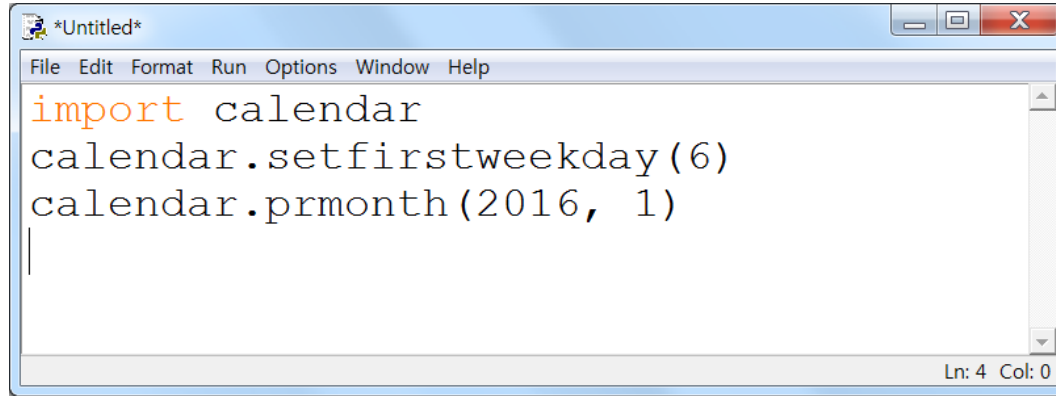 *Untitled*
File Edit Format Run Options Window Help
import calendar
calendar.setfirstweekday(6)
calendar.prmonth(2016, 1)
Ln: 4 Col: 0